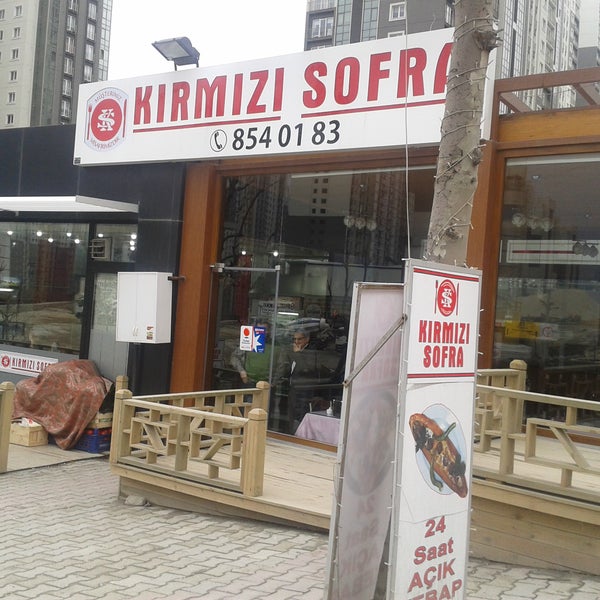 KIRMIZI SOFRA
854 01 83
KIRMIZI SOFRA
KIRMIZI
SOFRA
24
Saat
AÇIK